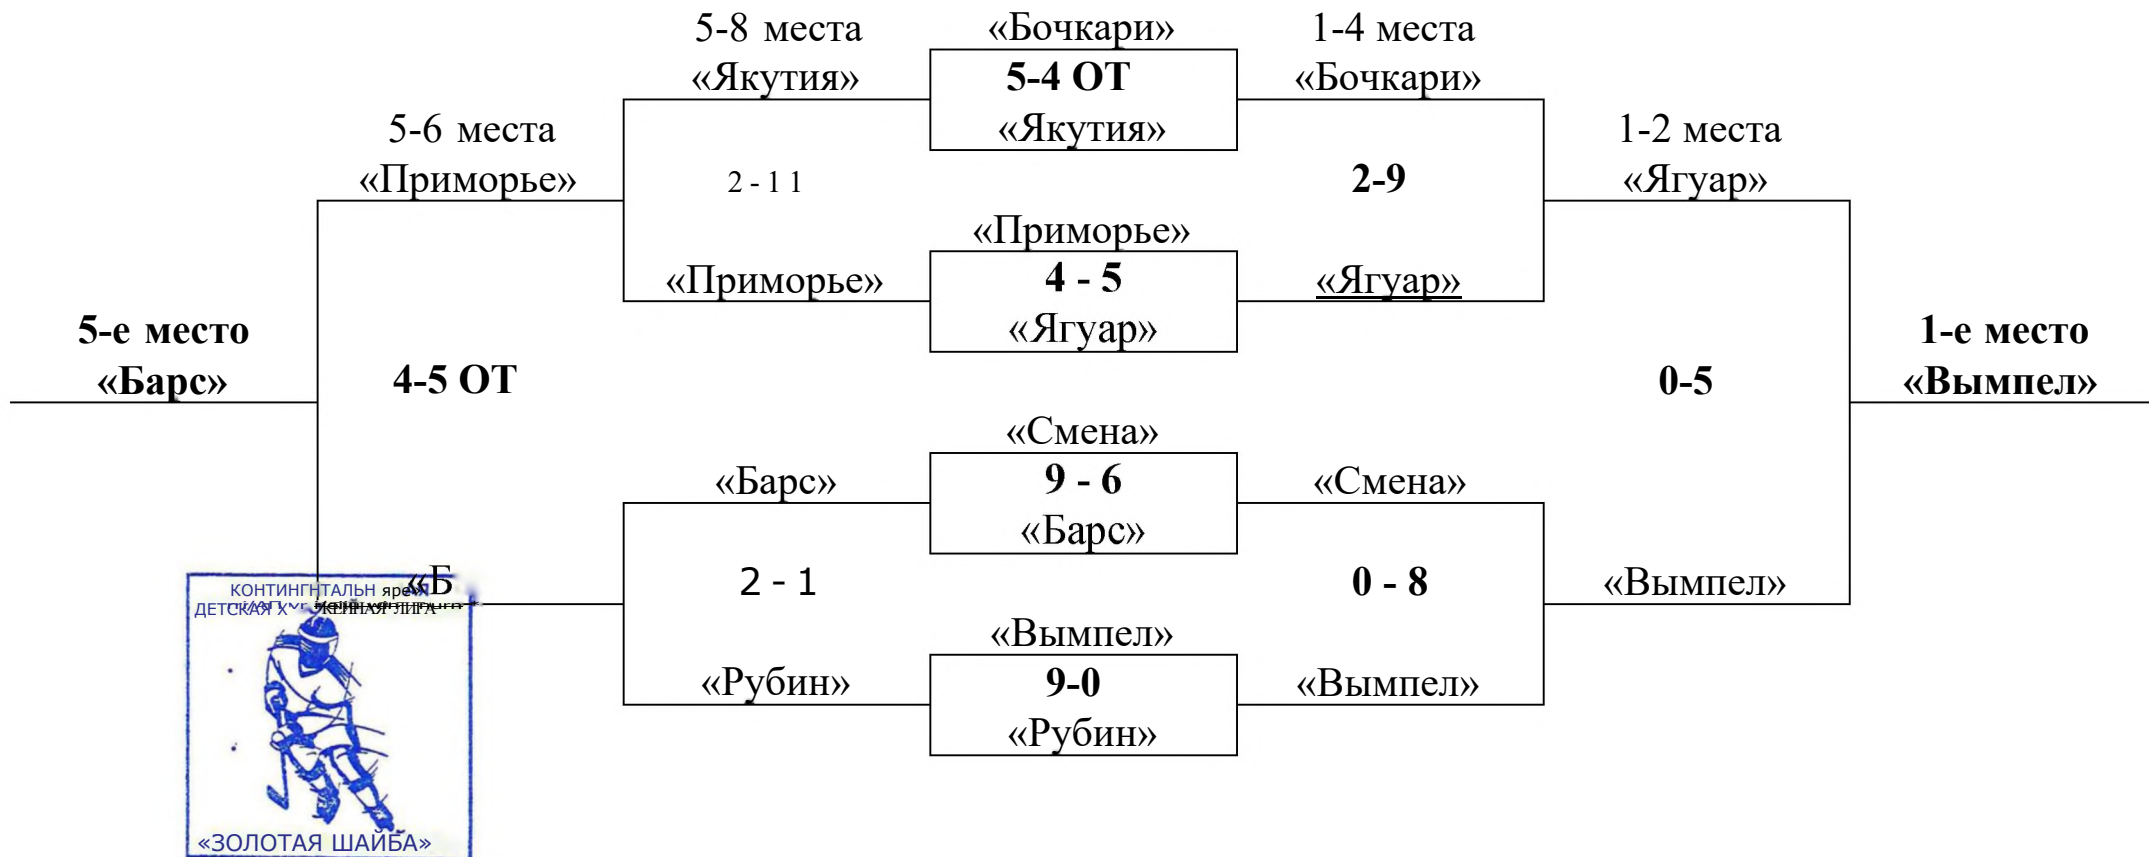 5-8 места
«Бочкари»
1-4 места
«Якутия»
5-4 ОТ
«Бочкари»
5-6 места
«Якутия»
1-2 места
«Приморье»
2 - 1 1
2-9
«Ягуар»
«Приморье»
«Приморье»
4 - 5
«Ягуар»
5-е место
«Ягуар»
1-е место
«Барс»
4-5 ОТ
0-5
«Вымпел»
«Смена»
«Барс»
9 - 6
«Смена»
«Барс»
«Б
2 - 1
0 - 8
«Вымпел»
КОНТИНГНТАЛЬН
ДЕТСКАЯ Х
ЖЕЙНАЯ ЛИГА
«Вымпел»
«Рубин»
9-0
«Вымпел»
«Рубин»
«ЗОЛОТАЯ ШАЙБА»